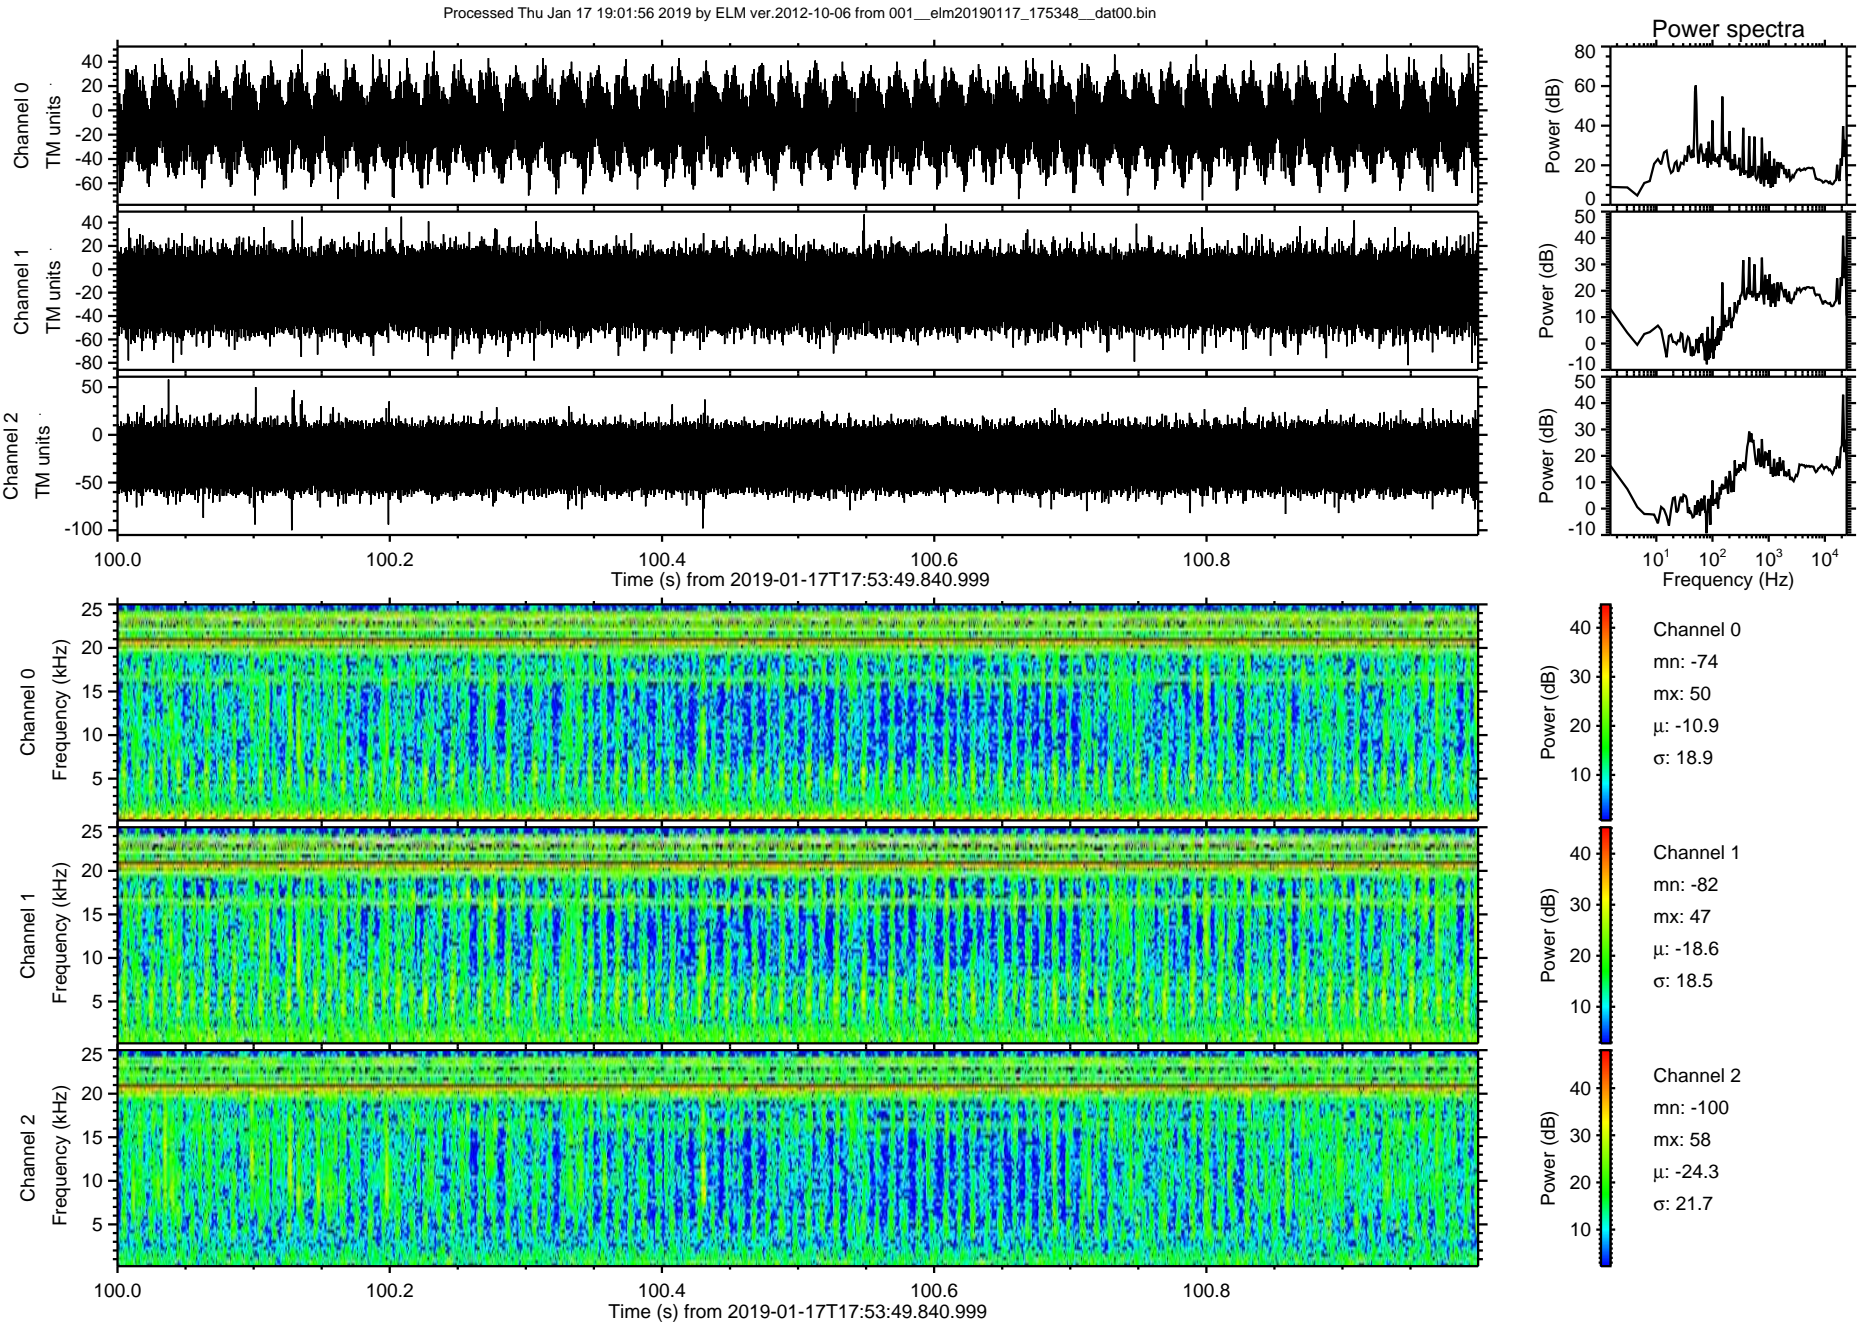 Processed Thu Jan 17 19:01:56 2019 by ELM ver.2012-10-06 from 001__elm20190117_175348__dat00.bin
Power spectra
Channel 0
TM units
40
20
0
-20
-40
-60
Power (dB)
80
60
40
20
0
Channel 1
TM units
40
20
0
-20
-40
-60
-80
Power (dB)
50
40
30
20
10
0
-10
Channel 2
TM units
50
0
-50
-100
Power (dB)
50
40
30
20
10
0
-10
100.0 100.2 100.4 100.6 100.8
Time (s) from 2019-01-17T17:53:49.840.999
10^1 10^2 10^3 10^4
Frequency (Hz)
Channel 0
Frequency (kHz)
25
20
15
10
5
Power (dB)
40
30
20
10
Channel 0
mn: -74
mx: 50
μ: -10.9
σ: 18.9
Channel 1
Frequency (kHz)
25
20
15
10
5
Power (dB)
40
30
20
10
Channel 1
mn: -82
mx: 47
μ: -18.6
σ: 18.5
Channel 2
Frequency (kHz)
25
20
15
10
5
Power (dB)
40
30
20
10
Channel 2
mn: -100
mx: 58
μ: -24.3
σ: 21.7
100.0 100.2 100.4 100.6 100.8
Time (s) from 2019-01-17T17:53:49.840.999